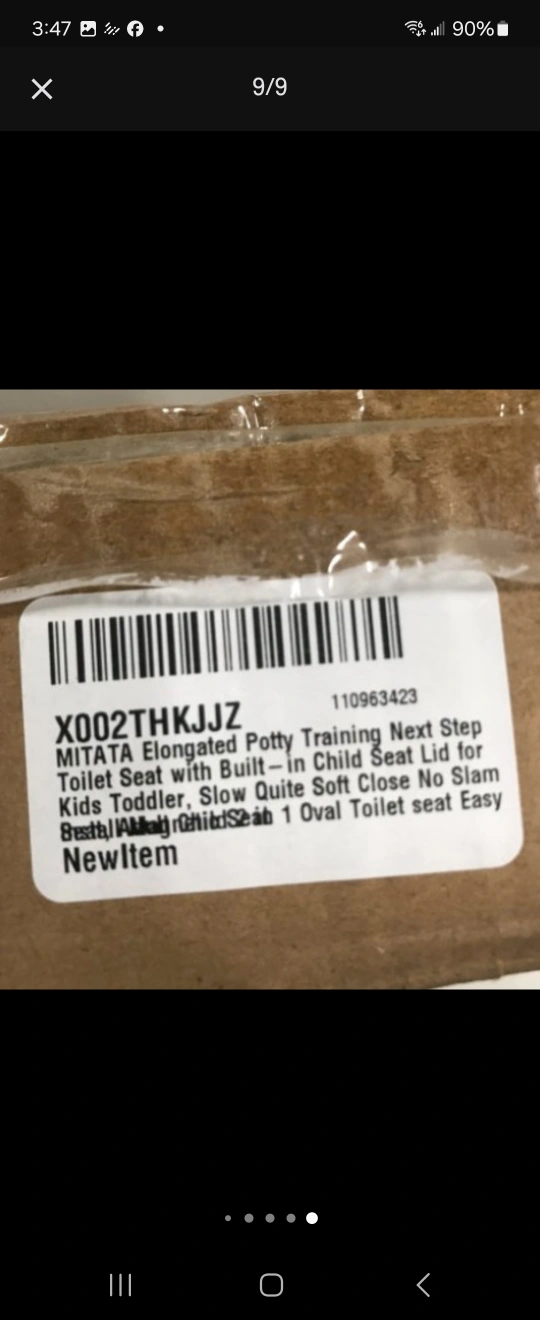 3:47
90%
9/9
X002THKJJZ
110963423
MITATA Elongated Potty Training Next Step
Toilet Seat with Built-in Child Seat Lid for
Kids Toddler, Slow Quite Soft Close No Slam
1 Oval Toilet seat Easy
NewItem